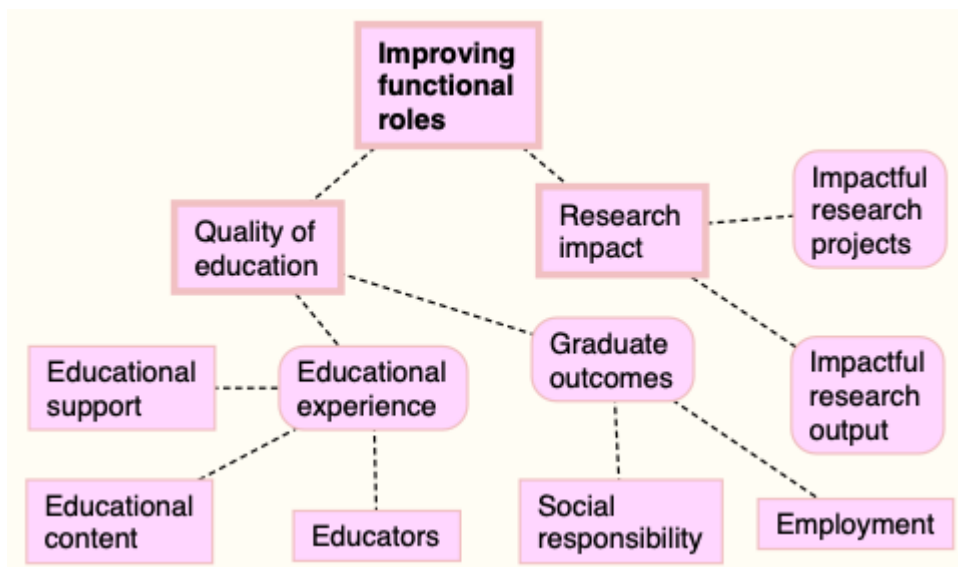 Improving
functional
roles
Quality of
education
Research
impact
Impactful
research
projects
Educational
support
Educational
experience
Graduate
outcomes
Impactful
research
output
Educational
content
Educators
Social
responsibility
Employment